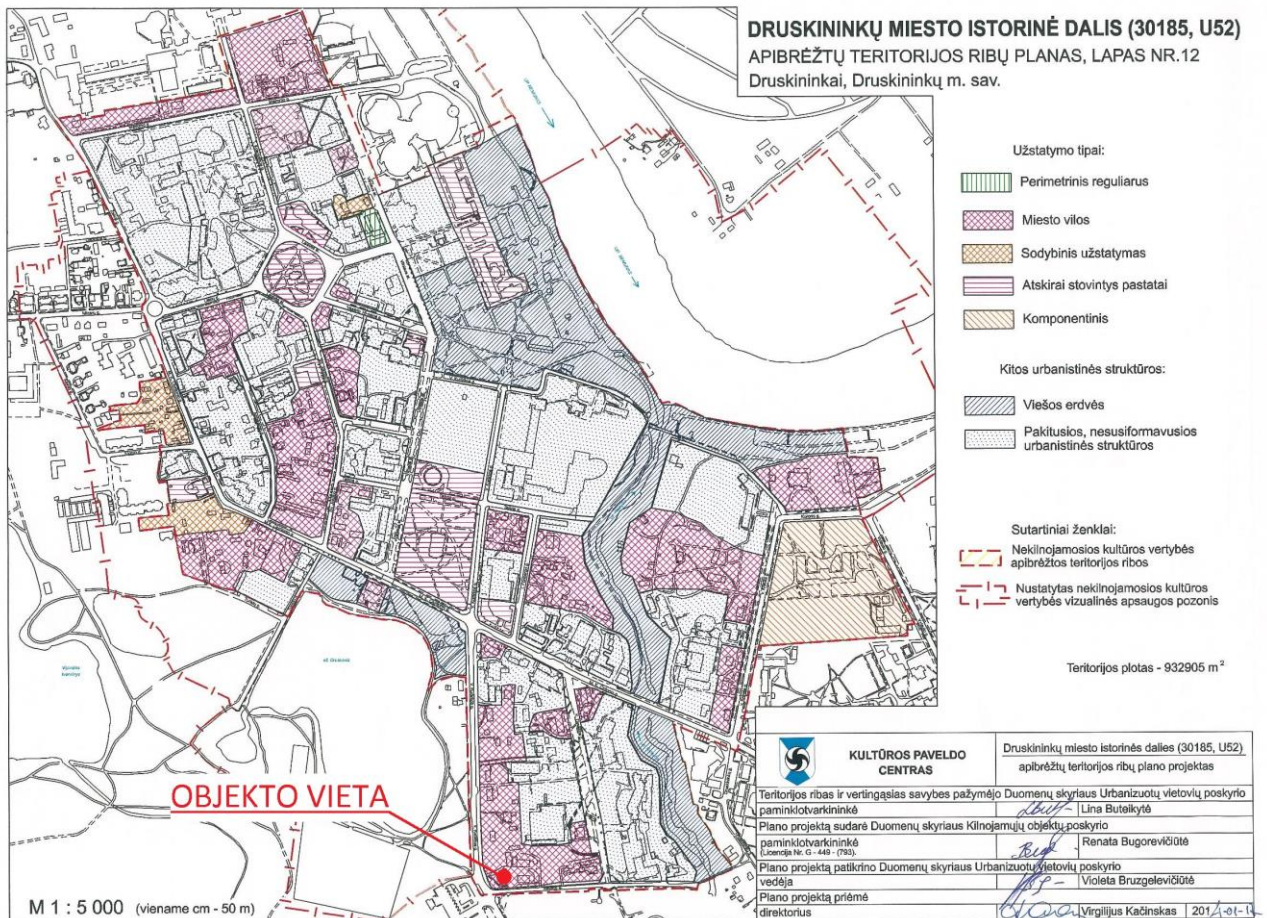 DRUSKININKŲ MIESTO ISTORINĖ DALIS (30185, U52)
APIBRĖŽTŲ TERITORIJOS RIBŲ PLANAS, LAPAS NR.12
Druskininkai, Druskininkų m. sav.
Užstatymo tipai:
Perimetrinis reguliarus
Miesto vilos
Sodybinis užstatymas
Atskirai stovintys pastatai
Komponentinis
Kitos urbanistinės struktūros:
Viešos erdvės
Pakitusios, nesusiformavusios
urbanistinės struktūros
Sutartiniai ženklai:
Nekilnojamosios kultūros vertybės
apibrėžtos teritorijos ribos
Nustatytas nekilnojamosios kultūros
vertybės vizualinės apsaugos pozonis
Teritorijos plotas - 932905 m²
OBJEKTO VIETA
M 1 : 5 000 (viename cm - 50 m)
KULTŪROS PAVELDO
CENTRAS
Druskininkų miesto istorinės dalies (30185, U52)
apibrėžtų teritorijos ribų plano projektas
Teritorijos ribas ir vertingąsias savybes pažymėjo Duomenų skyriaus Urbanizuotų vietovių poskyrio
paminklotvarkininkė Lina Buteikytė
Plano projektą sudarė Duomenų skyriaus Kilnojamųjų objektų poskyrio
paminklotvarkininkė Renata Bugorevičiūtė
(Licencija Nr. G - 449 - (793).
Plano projektą patikrino Duomenų skyriaus Urbanizuotų vietovių poskyrio
vedėja Violeta Bruzgelevičiūtė
Plano projektą priėmė
direktorius Virgilijus Kačinskas